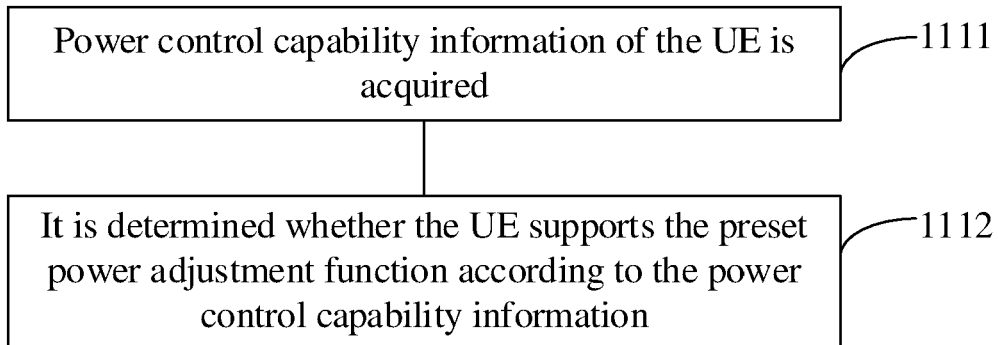 Power control capability information of the UE is
acquired
1111
It is determined whether the UE supports the preset
power adjustment function according to the power
control capability information
1112